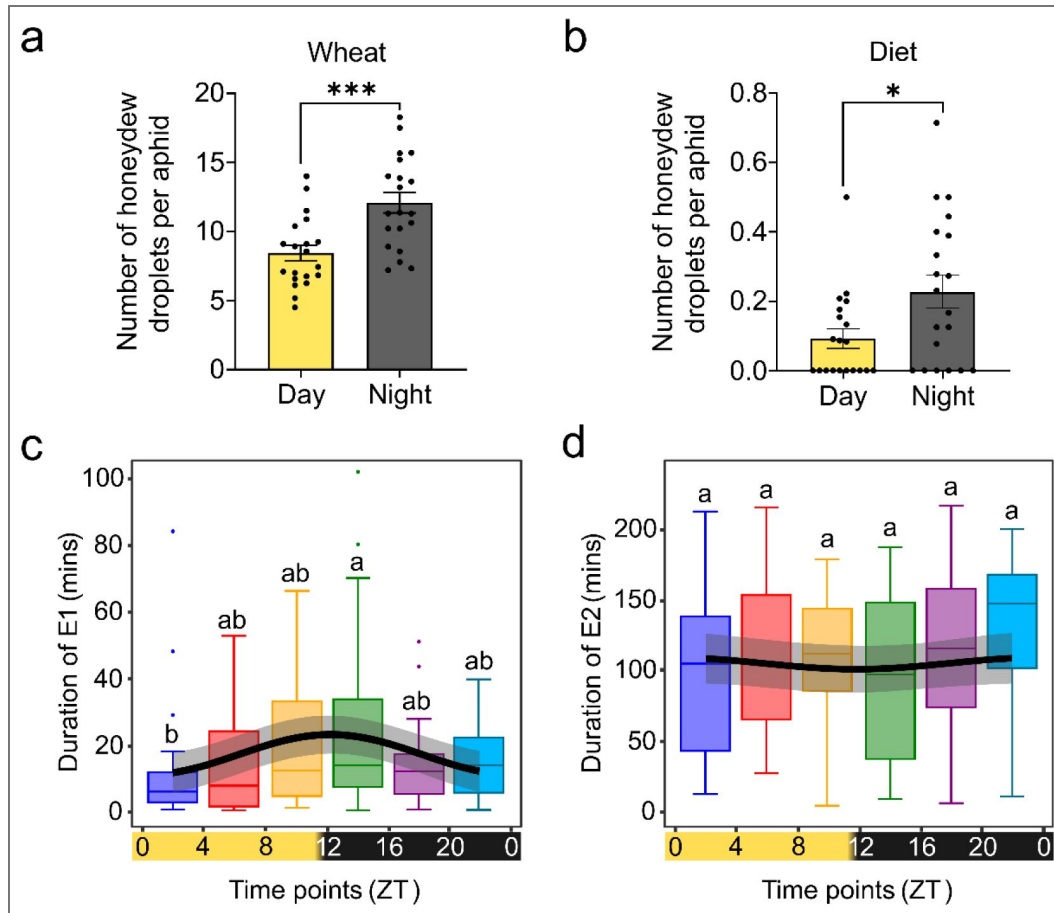 a
Wheat
Number of honeydew
droplets per aphid
20
15
10
5
0
***
Day
Night
b
Diet
Number of honeydew
droplets per aphid
0.8
0.6
0.4
0.2
0.0
*
Day
Night
c
Duration of E1 (mins)
100
80
60
40
20
0
b
ab
ab
a
ab
ab
0 4 8 12 16 20 0
Time points (ZT)
d
Duration of E2 (mins)
200
150
100
50
0
a
a
a
a
a
a
0 4 8 12 16 20 0
Time points (ZT)